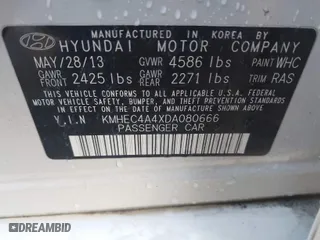 MANUFACTURED IN KOREA BY
HYUNDAI MOTOR COMPANY
MAY/28/13 GVWR 4586 lbs PAINT WHC
GAWR FRONT 2425 lbs GAWR REAR 2271 lbs TRIM RAS
THIS VEHICLE CONFORMS TO ALL APPLICABLE U.S.A. FEDERAL
MOTOR VEHICLE SAFETY, BUMPER, AND THEFT PREVENTION STANDARDS
IN EFFECT ON THE DATE OF MANUFACTURE SHOWN ABOVE.
V.I.N KMHEC4A4XDA080666
PASSENGER CAR
DEALERSHIP AUCTION